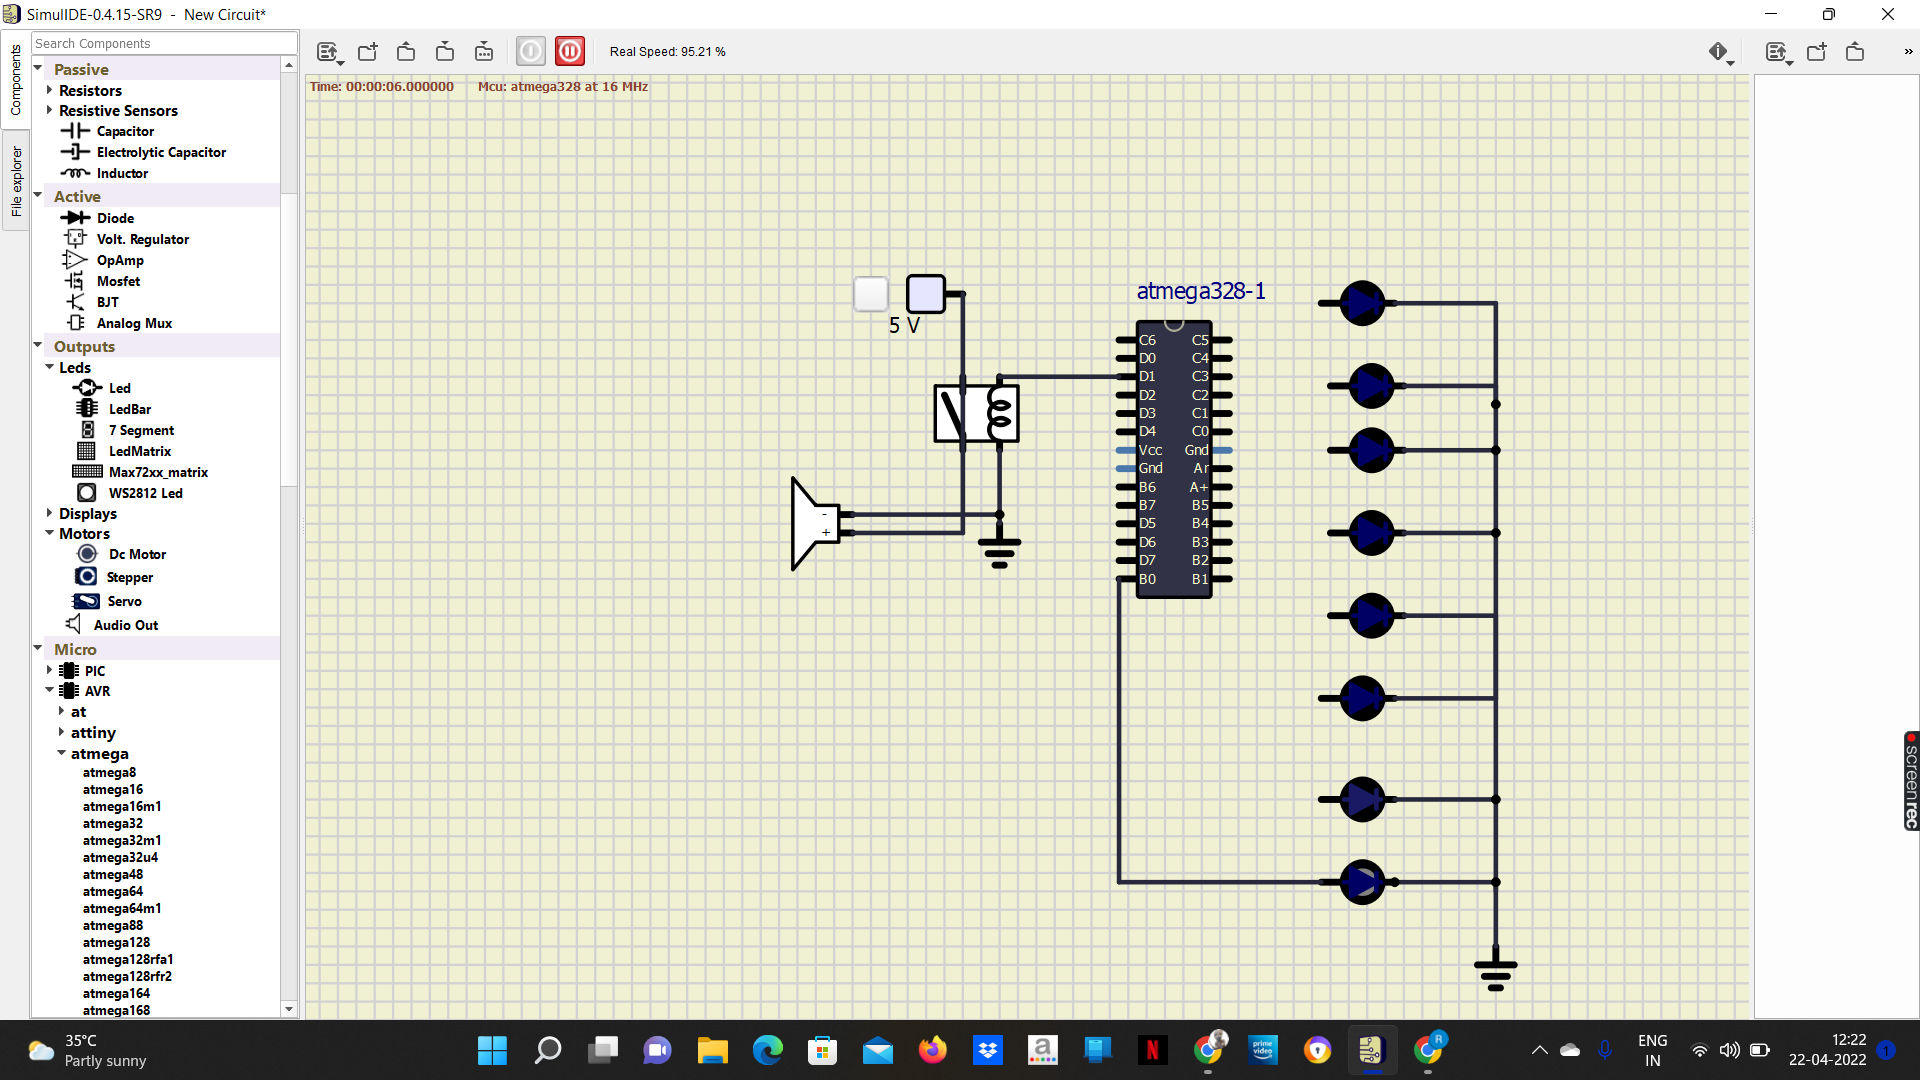 SimulIDE-0.4.15-SR9 - New Circuit*
Components
File explorer
Search Components
Passive
Resistors
Resistive Sensors
Capacitor
Electrolytic Capacitor
Inductor
Active
Diode
Volt. Regulator
OpAmp
Mosfet
BJT
Analog Mux
Outputs
Leds
Led
LedBar
7 Segment
LedMatrix
Max72xx_matrix
WS2812 Led
Displays
Motors
Dc Motor
Stepper
Servo
Audio Out
Micro
PIC
AVR
at
attiny
atmega
atmega8
atmega16
atmega16m1
atmega32
atmega32m1
atmega32u4
atmega48
atmega64
atmega64m1
atmega88
atmega128
atmega128rfa1
atmega128rfr2
atmega164
atmega168
Real Speed: 95.21 %
»
Time: 00:00:06.000000 Mcu: atmega328 at 16 MHz
5 V
-
+
atmega328-1
C6 C5
D0 C4
D1 C3
D2 C2
D3 C1
D4 C0
Vcc Gnd
Gnd Ar
B6 A+
B7 B5
D5 B4
D6 B3
D7 B2
B0 B1
screenrec
35°C
Partly sunny
a
prime video
N
R
ENG
IN
12:22
22-04-2022
1